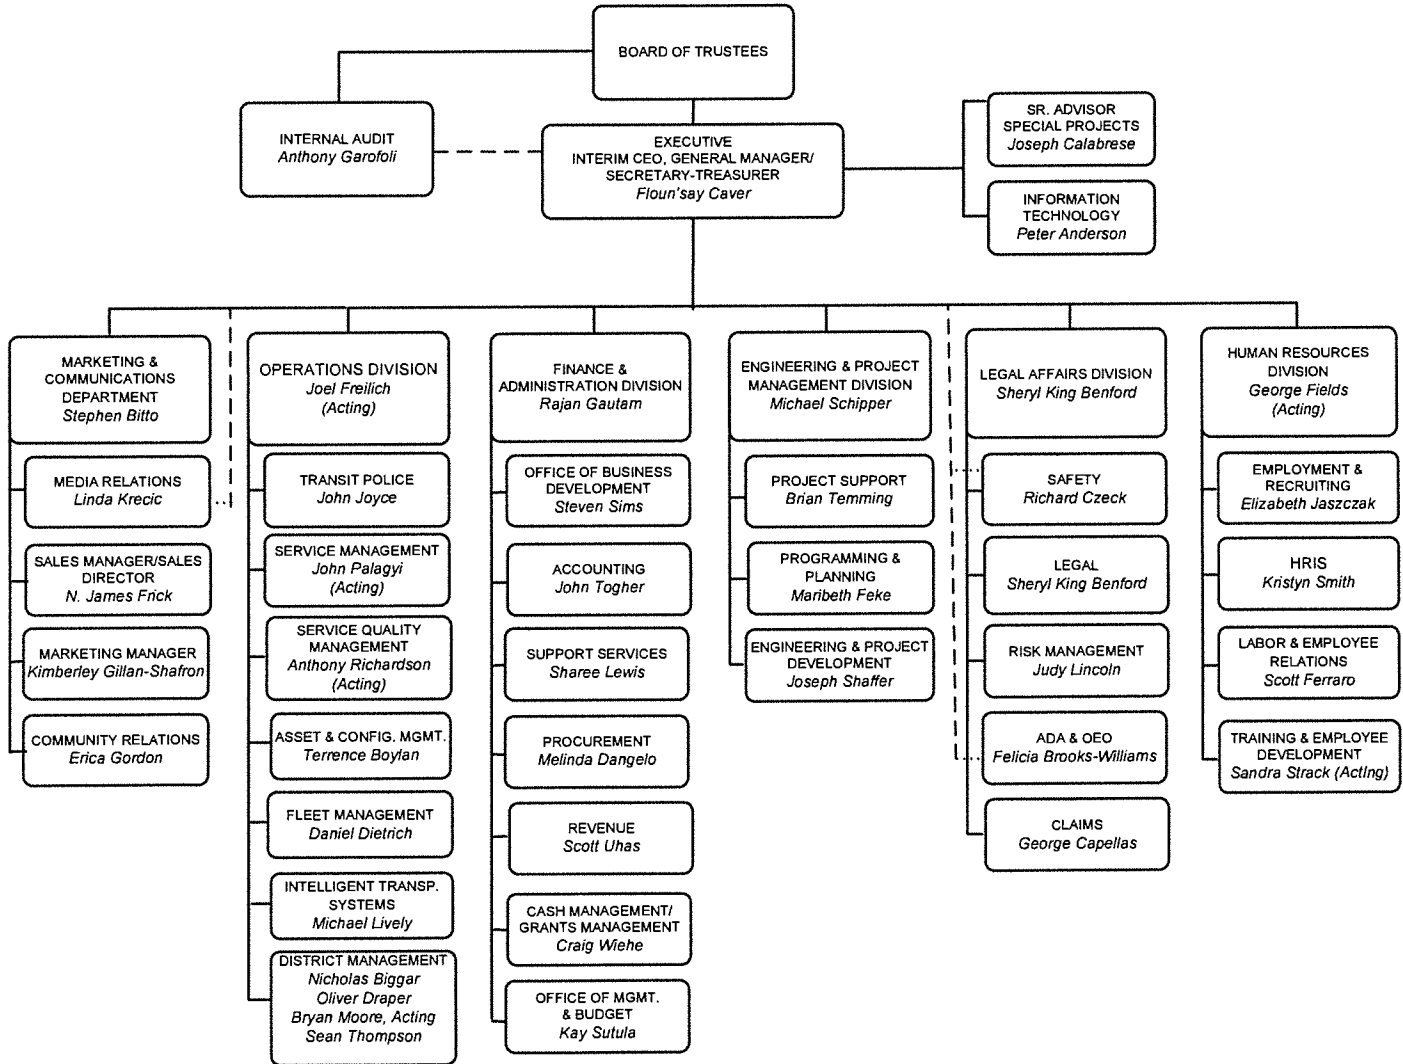 BOARD OF TRUSTEES
INTERNAL AUDIT
Anthony Garofoli
EXECUTIVE
INTERIM CEO, GENERAL MANAGER/
SECRETARY-TREASURER
Floun'say Caver
SR. ADVISOR
SPECIAL PROJECTS
Joseph Calabrese
INFORMATION
TECHNOLOGY
Peter Anderson
MARKETING &
COMMUNICATIONS
DEPARTMENT
Stephen Bitto
MEDIA RELATIONS
Linda Krecic
SALES MANAGER/SALES
DIRECTOR
N. James Frick
MARKETING MANAGER
Kimberley Gillan-Shafron
COMMUNITY RELATIONS
Erica Gordon
OPERATIONS DIVISION
Joel Freilich
(Acting)
TRANSIT POLICE
John Joyce
SERVICE MANAGEMENT
John Palagyi
(Acting)
SERVICE QUALITY
MANAGEMENT
Anthony Richardson
(Acting)
ASSET & CONFIG. MGMT.
Terrence Boylan
FLEET MANAGEMENT
Daniel Dietrich
INTELLIGENT TRANSP.
SYSTEMS
Michael Lively
DISTRICT MANAGEMENT
Nicholas Biggar
Oliver Draper
Bryan Moore, Acting
Sean Thompson
FINANCE &
ADMINISTRATION DIVISION
Rajan Gautam
OFFICE OF BUSINESS
DEVELOPMENT
Steven Sims
ACCOUNTING
John Togher
SUPPORT SERVICES
Sharee Lewis
PROCUREMENT
Melinda Dangelo
REVENUE
Scott Uhas
CASH MANAGEMENT/
GRANTS MANAGEMENT
Craig Wiehe
OFFICE OF MGMT.
& BUDGET
Kay Sutula
ENGINEERING & PROJECT
MANAGEMENT DIVISION
Michael Schipper
PROJECT SUPPORT
Brian Temming
PROGRAMMING &
PLANNING
Maribeth Feke
ENGINEERING & PROJECT
DEVELOPMENT
Joseph Shaffer
LEGAL AFFAIRS DIVISION
Sheryl King Benford
SAFETY
Richard Czeck
LEGAL
Sheryl King Benford
RISK MANAGEMENT
Judy Lincoln
ADA & OEO
Felicia Brooks-Williams
CLAIMS
George Capellas
HUMAN RESOURCES
DIVISION
George Fields
(Acting)
EMPLOYMENT &
RECRUITING
Elizabeth Jaszczak
HRIS
Kristyn Smith
LABOR & EMPLOYEE
RELATIONS
Scott Ferraro
TRAINING & EMPLOYEE
DEVELOPMENT
Sandra Strack (Acting)